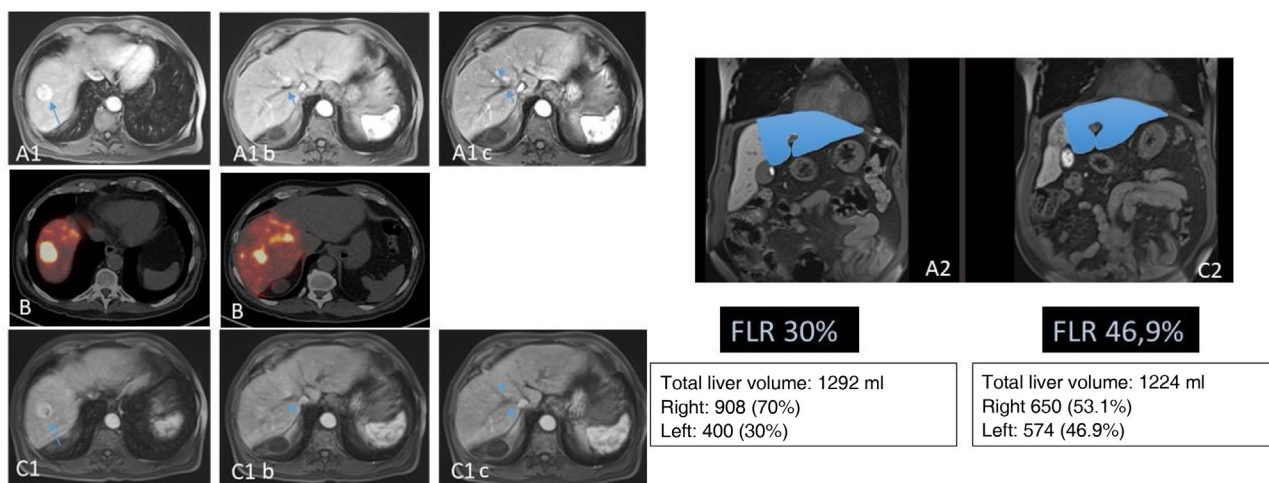 A1
A1 b
A1 c
B
B
C1
C1 b
C1 c
A2
C2
FLR 30%
FLR 46,9%
Total liver volume: 1292 ml
Right: 908 (70%)
Left: 400 (30%)
Total liver volume: 1224 ml
Right 650 (53.1%)
Left: 574 (46.9%)